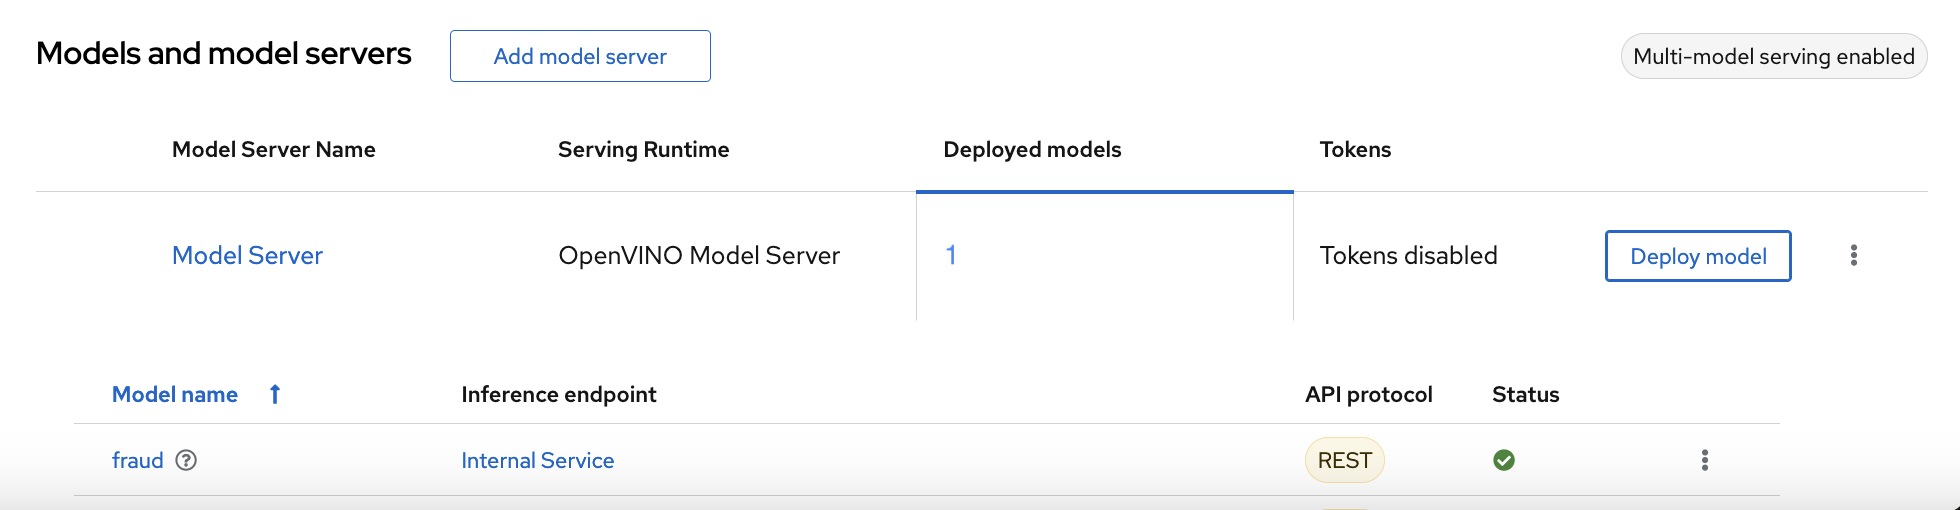 Models and model servers Add model server Multi-model serving enabled
Model Server Name Serving Runtime Deployed models Tokens
Model Server OpenVINO Model Server 1 Tokens disabled Deploy model
Model name Inference endpoint API protocol Status
fraud Internal Service REST